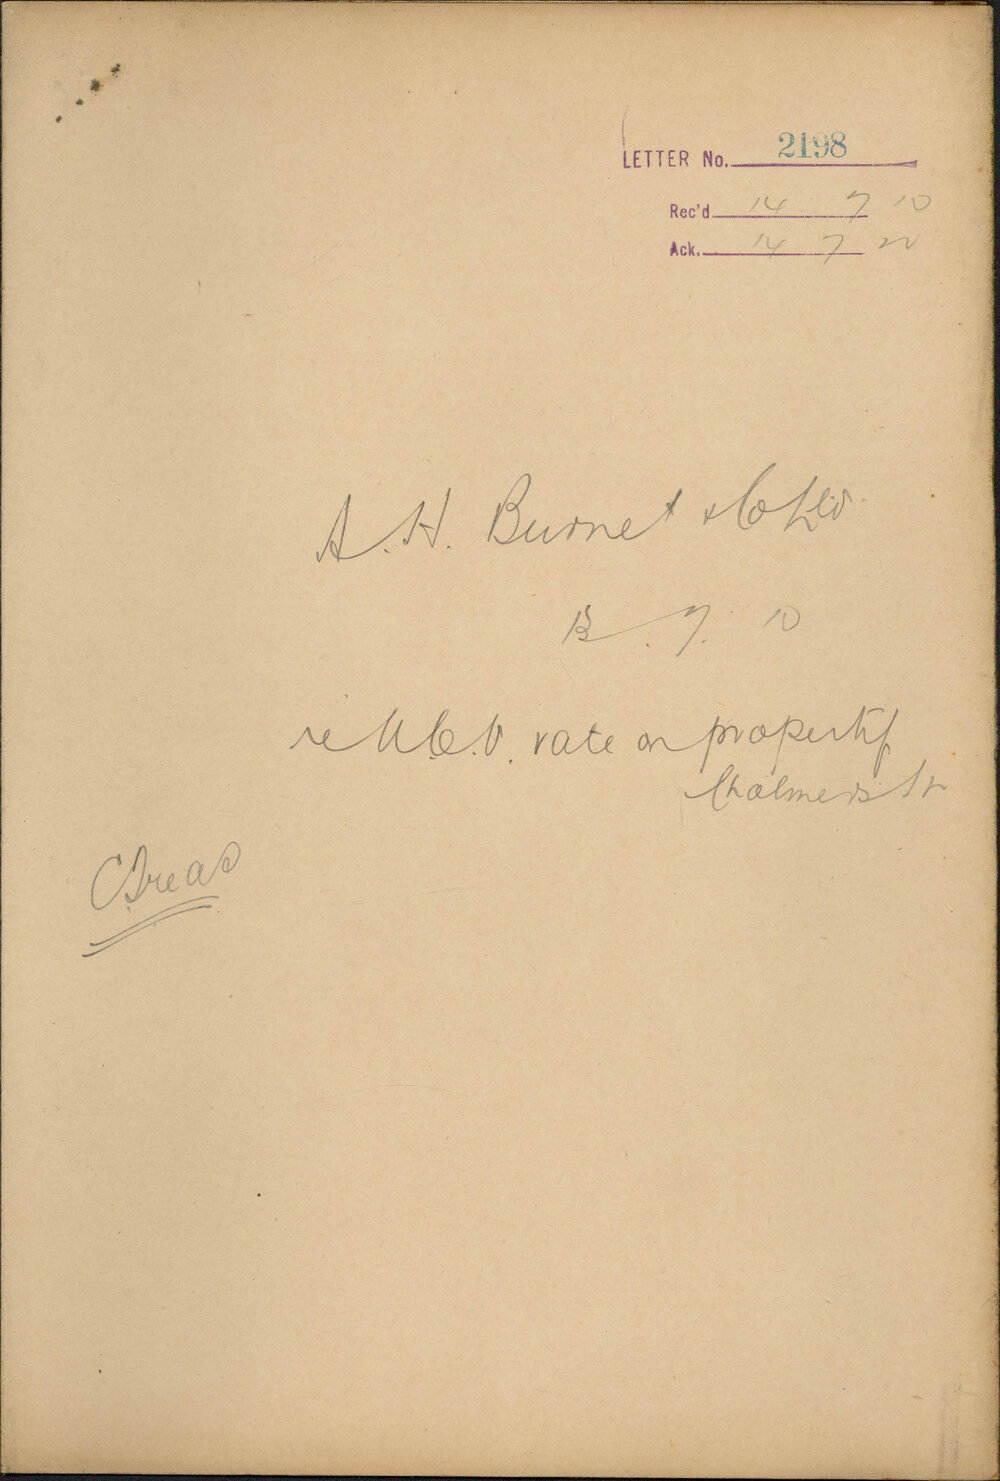 LETTER No. 2198
Rec'd 14 7 10
Ack. 14 7 10
A. H. Burnet & Co Ltd
13. 7. 10
re U.C.V. rate on property
Chalmers St
C Treas